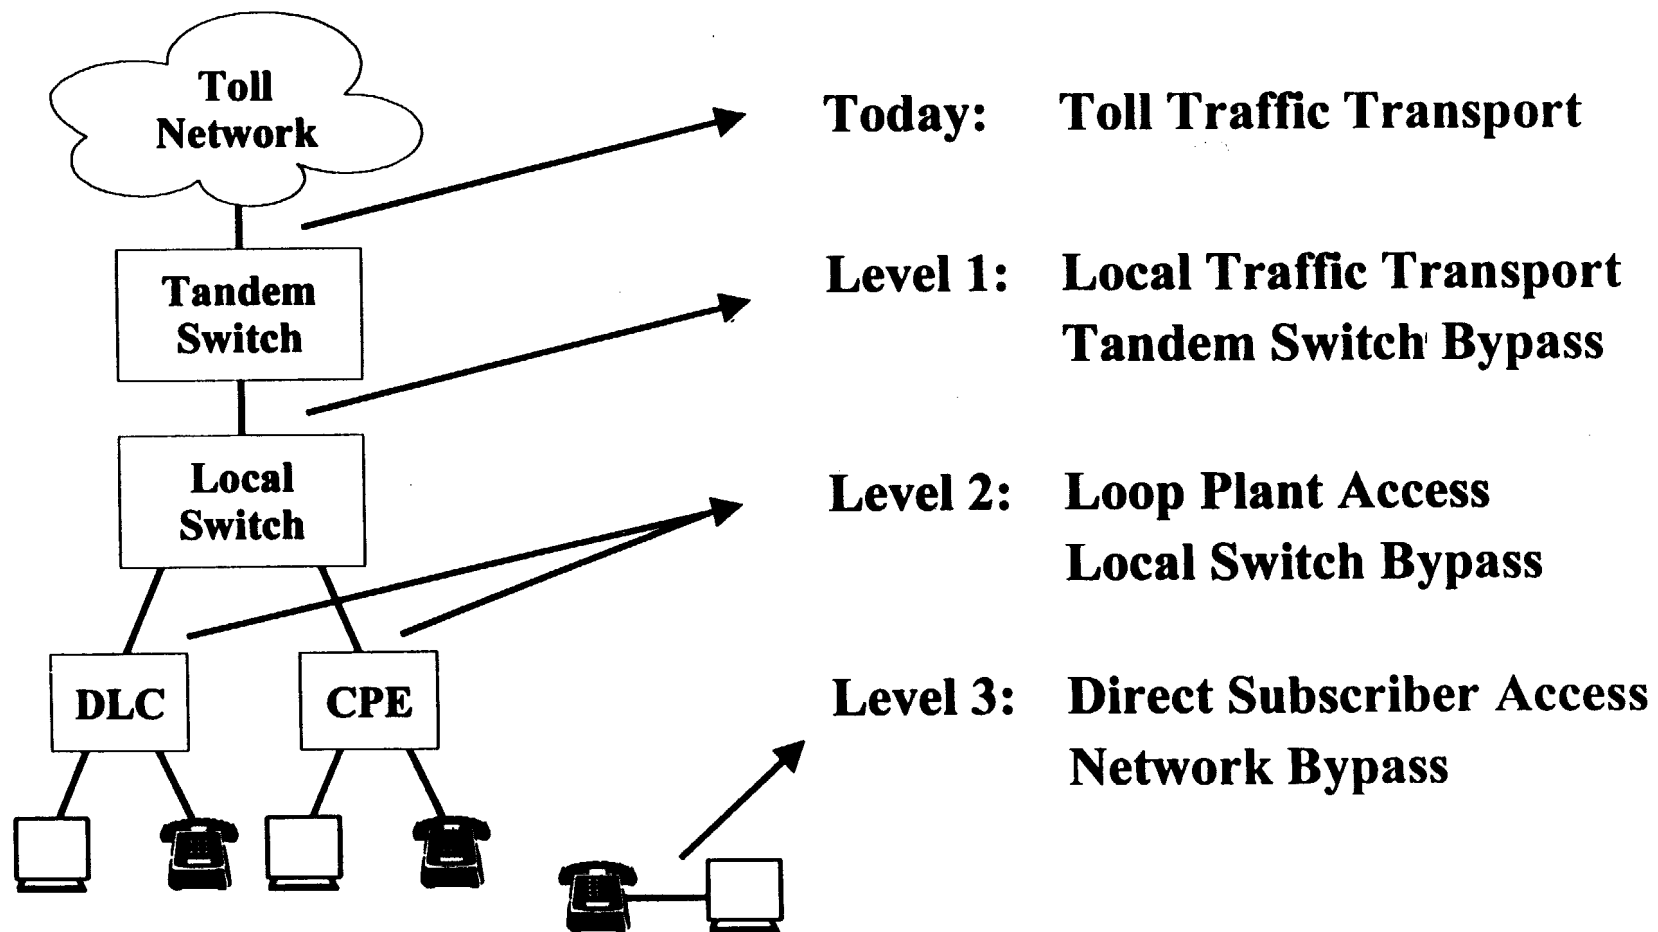 Toll
Network
Tandem
Switch
Local
Switch
DLC
CPE
Today: Toll Traffic Transport
Level 1: Local Traffic Transport
Tandem Switch Bypass
Level 2: Loop Plant Access
Local Switch Bypass
Level 3: Direct Subscriber Access
Network Bypass